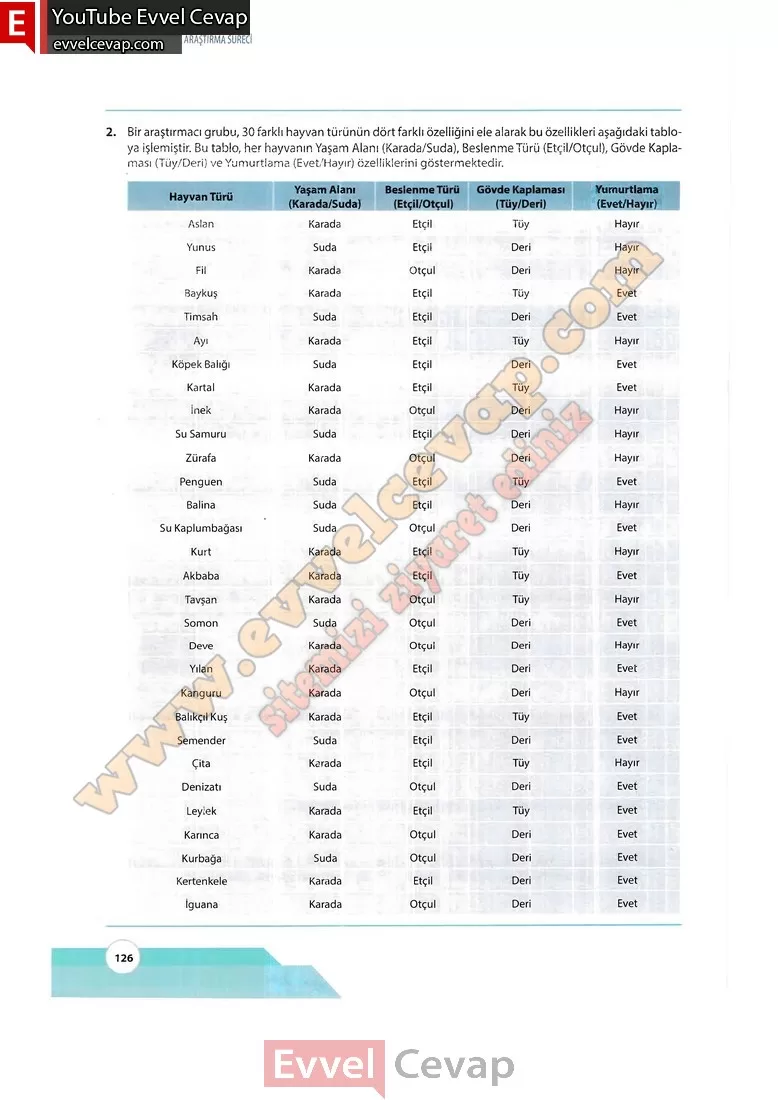 E YouTube Evvel Cevap
evvelcevap.com ARAŞTIRMA SÜRECİ
2. Bir araştırmacı grubu, 30 farklı hayvan türünün dört farklı özelliğini ele alarak bu özellikleri aşağıdaki tablo-
ya işlemiştir. Bu tablo, her hayvanın Yaşam Alanı (Karada/Suda), Beslenme Türü (Etçil/Otçul), Gövde Kapla-
ması (Tüy/Deri) ve Yumurtlama (Evet/Hayır) özelliklerini göstermektedir.
Hayvan Türü Yaşam Alanı (Karada/Suda) Beslenme Türü (Etçil/Otçul) Gövde Kaplaması (Tüy/Deri) Yumurtlama (Evet/Hayır)
Aslan Karada Etçil Tüy Hayır
Yunus Suda Etçil Deri Hayır
Fil Karada Otçul Deri Hayır
Baykuş Karada Etçil Tüy Evet
Timsah Suda Etçil Deri Evet
Ayı Karada Etçil Tüy Hayır
Köpek Balığı Suda Etçil Deri Evet
Kartal Karada Etçil Tüy Evet
İnek Karada Otçul Deri Hayır
Su Samuru Suda Etçil Deri Hayır
Zürafa Karada Otçul Deri Hayır
Penguen Suda Etçil Tüy Evet
Balina Suda Etçil Deri Hayır
Su Kaplumbağası Suda Otçul Deri Evet
Kurt Karada Etçil Tüy Hayır
Akbaba Karada Etçil Tüy Evet
Tavşan Karada Otçul Tüy Hayır
Somon Suda Otçul Deri Evet
Deve Karada Otçul Deri Hayır
Yılan Karada Etçil Deri Evet
Kanguru Karada Otçul Deri Hayır
Balıkçıl Kuş Karada Etçil Tüy Evet
Semender Suda Etçil Deri Evet
Çita Karada Etçil Tüy Hayır
Denizatı Suda Otçul Deri Evet
Leylek Karada Etçil Tüy Evet
Karınca Karada Otçul Deri Evet
Kurbağa Suda Otçul Deri Evet
Kertenkele Karada Etçil Deri Evet
İguana Karada Otçul Deri Evet
www.evvelcevap.com
sitemizi ziyaret ediniz
126
Evvel Cevap